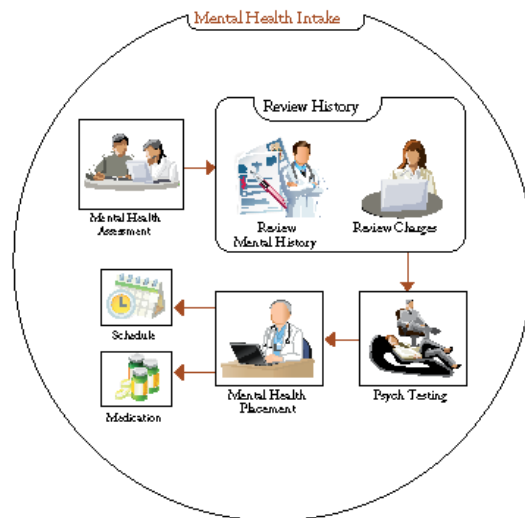 Mental Health Intake
Review History
Mental Health
Assessment
Review
Mental History
Review Charges
Schedule
Medication
Mental Health
Placement
Psych Testing